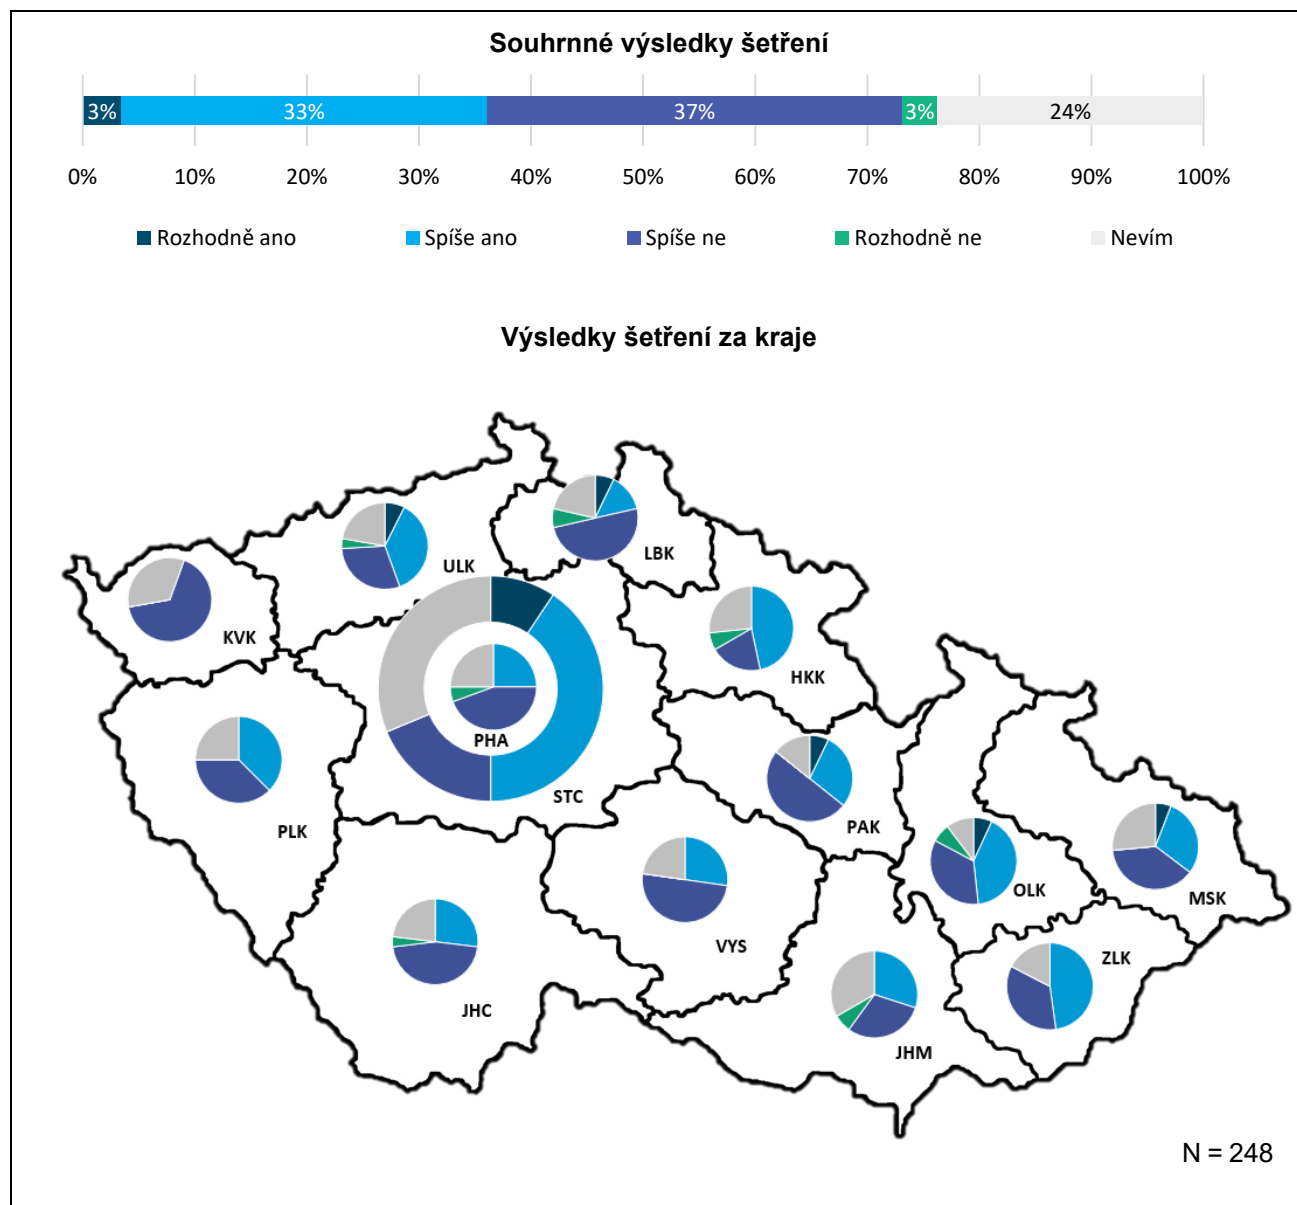 Souhrnné výsledky šetření
3% 33% 37% 3% 24%
0% 10% 20% 30% 40% 50% 60% 70% 80% 90% 100%
Rozhodně ano Spíše ano Spíše ne Rozhodně ne Nevím
Výsledky šetření za kraje
LBK
ULK
KVK
HKK
PHA
STC
PLK
PAK
OLK
MSK
VYS
ZLK
JHC
JHM
N = 248